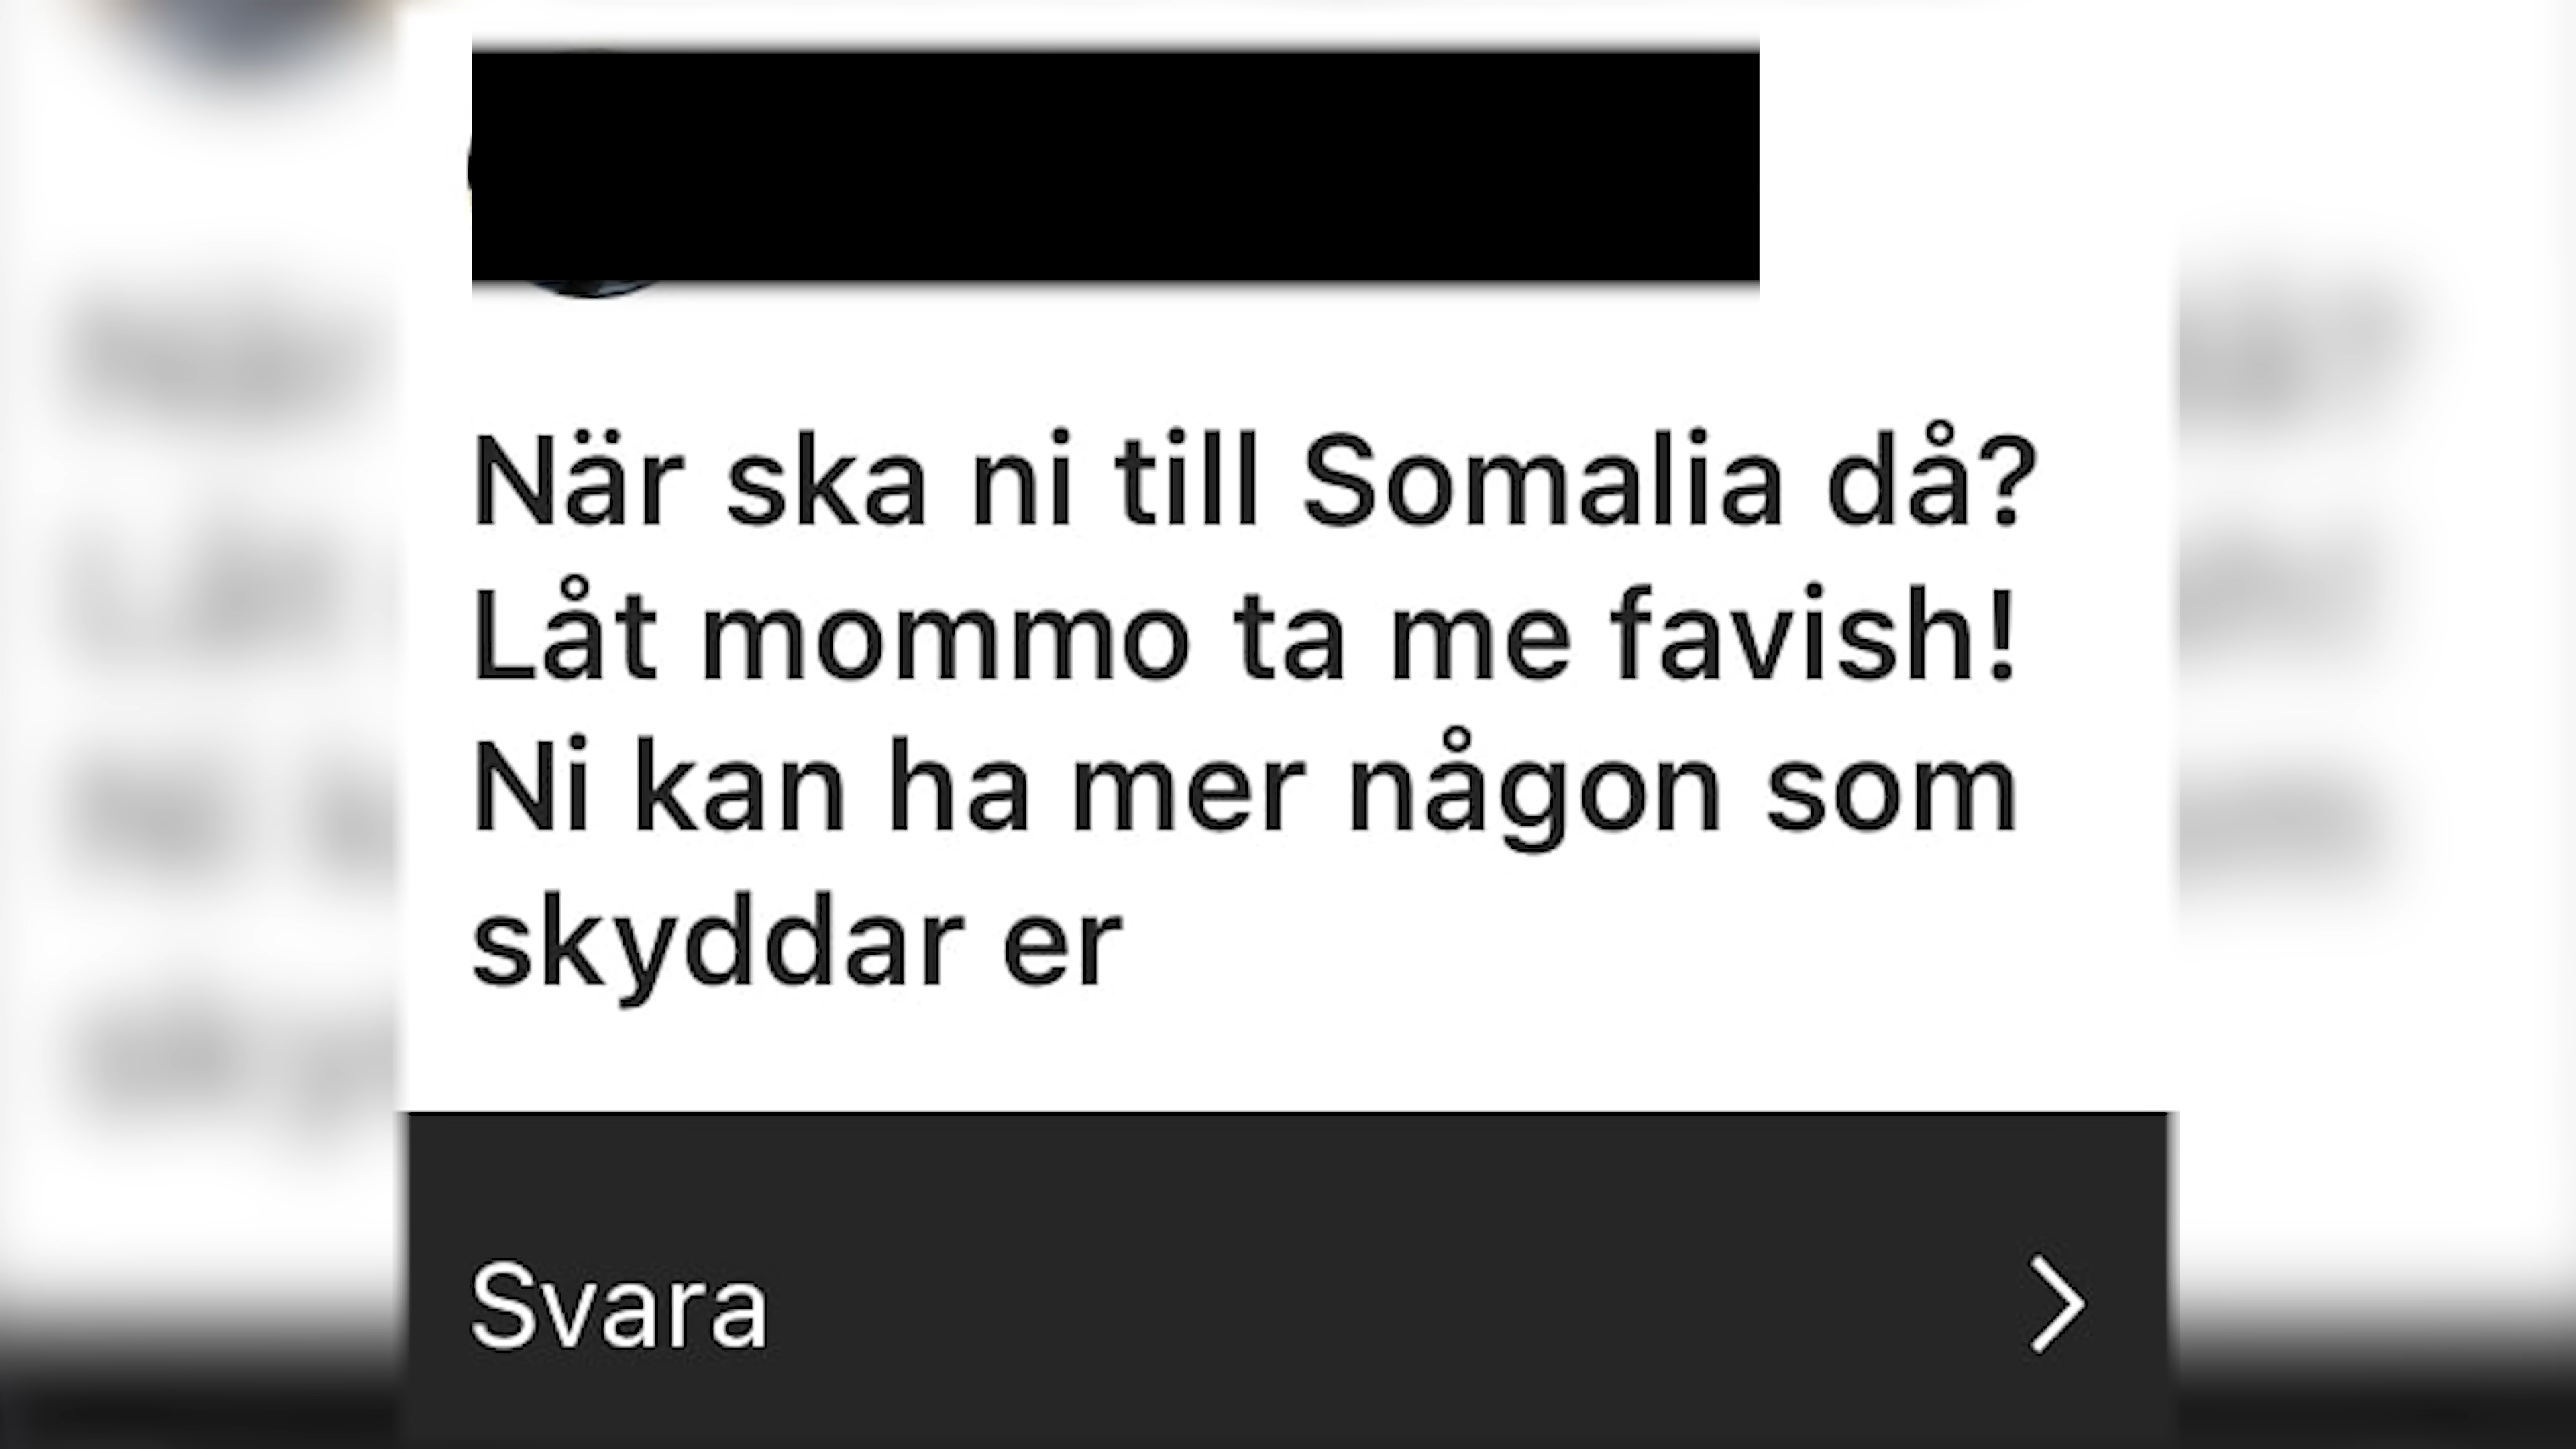 När ska ni till Somalia då?
Låt mommo ta me favish!
Ni kan ha mer någon som
skyddar er
Svara